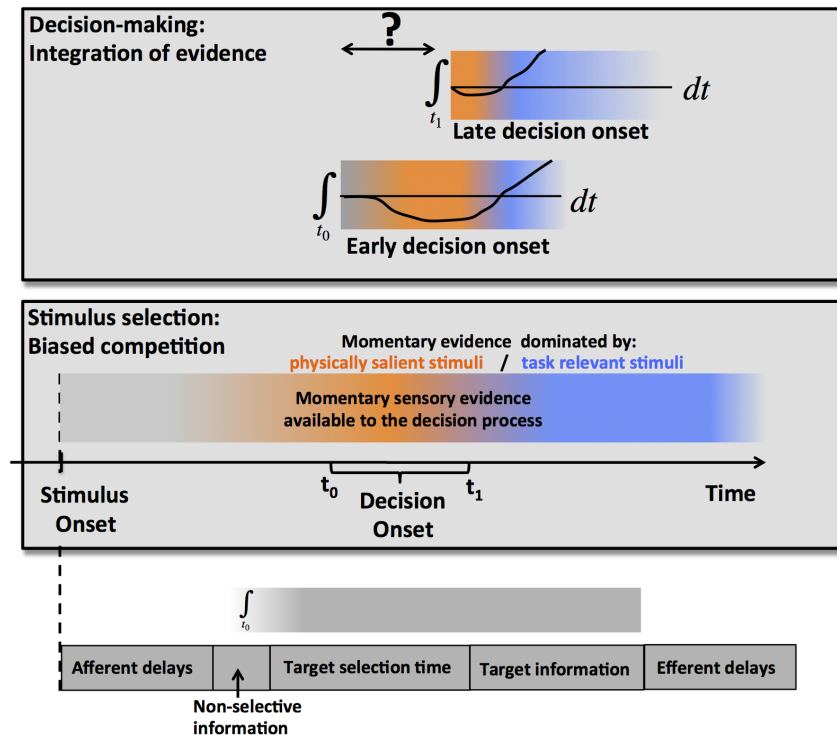 Decision-making:
Integration of evidence
?
∫
t1
dt
Late decision onset
∫
t0
dt
Early decision onset
Stimulus selection:
Biased competition
Momentary evidence dominated by:
physically salient stimuli / task relevant stimuli
Momentary sensory evidence
available to the decision process
t0
t1
Stimulus
Onset
Decision
Onset
Time
∫
t0
Afferent delays
Target selection time
Target information
Efferent delays
Non-selective
information